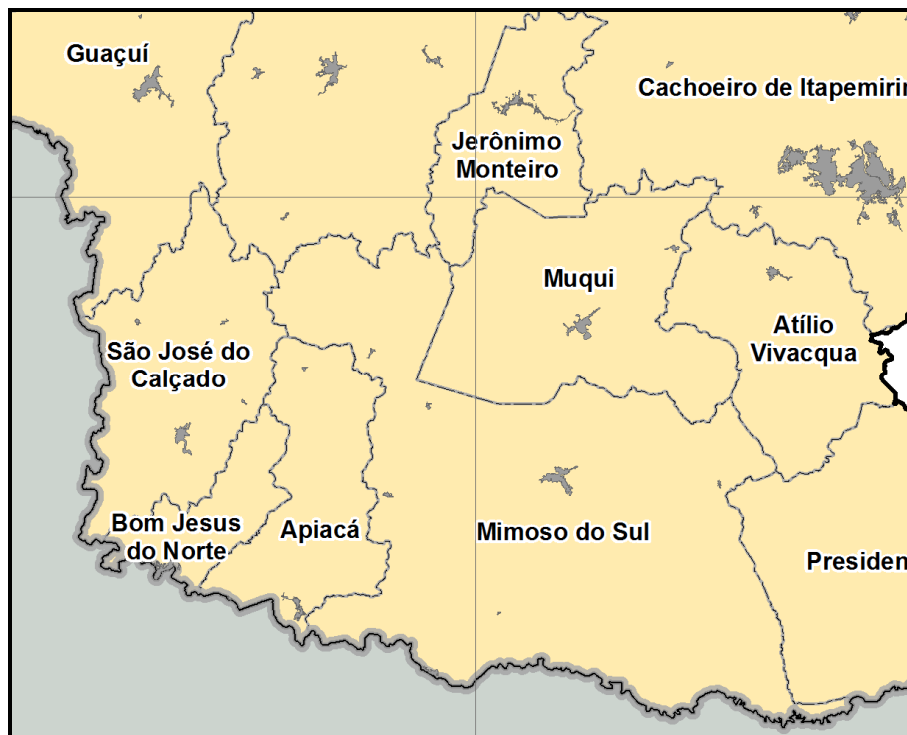 Guaçuí
Cachoeiro de Itapemirim
Jerônimo
Monteiro
Muqui
Atílio
Vivacqua
São José do
Calçado
Bom Jesus
do Norte
Apiacá
Mimoso do Sul
Presiden